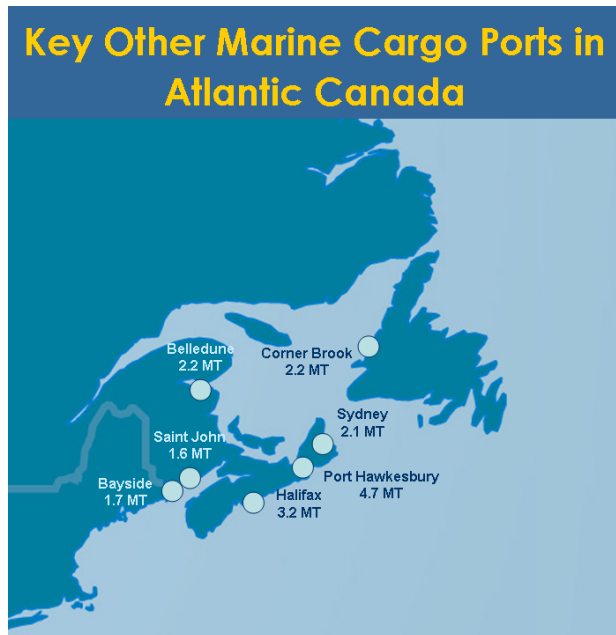 Key Other Marine Cargo Ports in
Atlantic Canada
Belledune
2.2 MT
Corner Brook
2.2 MT
Sydney
2.1 MT
Saint John
1.6 MT
Port Hawkesbury
4.7 MT
Bayside
1.7 MT
Halifax
3.2 MT